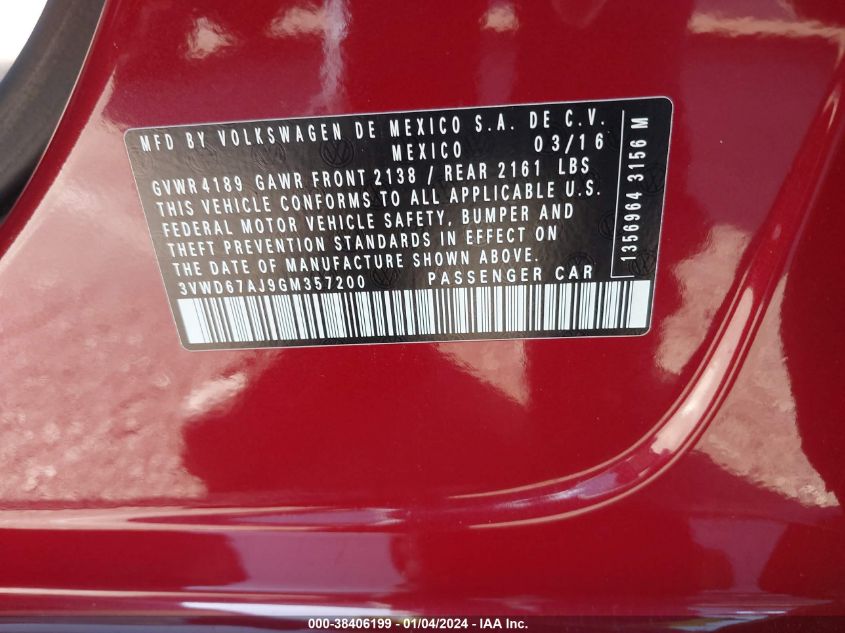 MFD BY VOLKSWAGEN DE MEXICO S.A. DE C.V.
MEXICO 03/16
GVWR 4189 GAWR FRONT 2138 / REAR 2161 LBS
THIS VEHICLE CONFORMS TO ALL APPLICABLE U.S.
FEDERAL MOTOR VEHICLE SAFETY, BUMPER AND
THEFT PREVENTION STANDARDS IN EFFECT ON
THE DATE OF MANUFACTURE SHOWN ABOVE.
3VWD67AJ9GM357200 PASSENGER CAR
1356964 3156 M
000-38406199 - 01/04/2024 - IAA Inc.